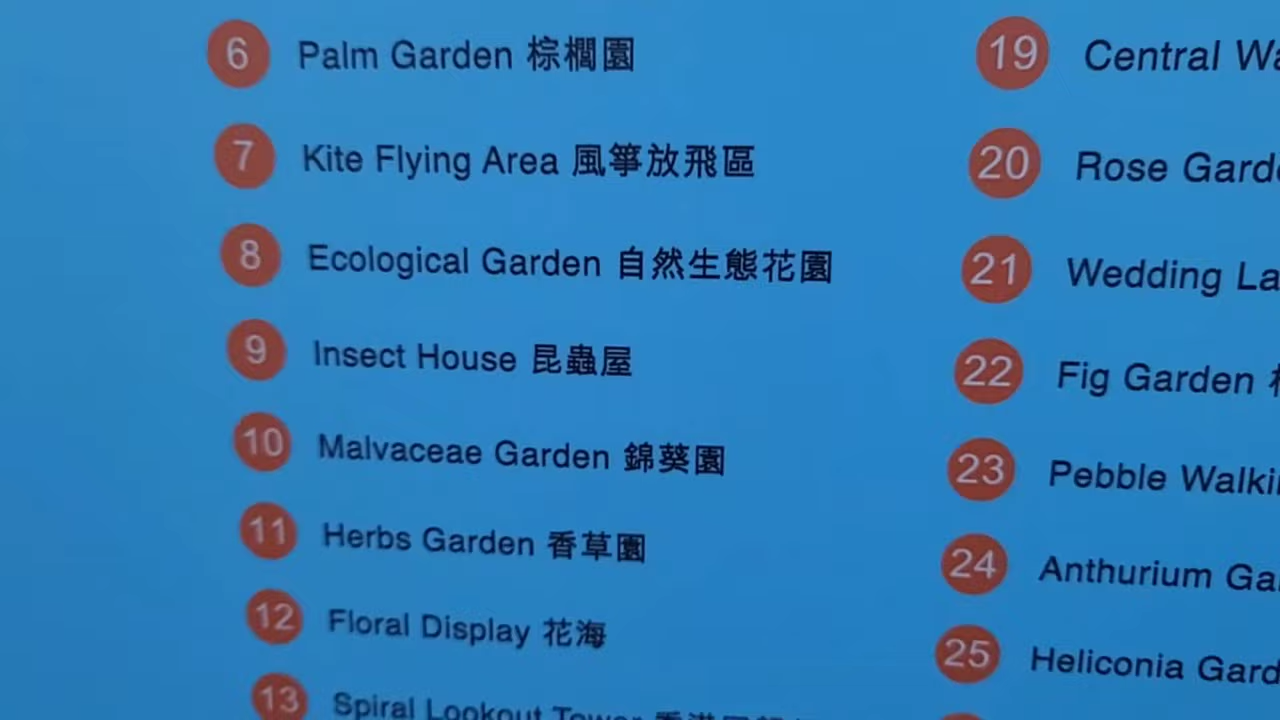 6 Palm Garden 棕櫚園
7 Kite Flying Area 風箏放飛區
8 Ecological Garden 自然生態花園
9 Insect House 昆蟲屋
10 Malvaceae Garden 錦葵園
11 Herbs Garden 香草園
12 Floral Display 花海
13 Spiral Lookout Tower
19 Central
20 Rose
21 Wedding
22 Fig Garden
23 Pebble
24 Anthurium
25 Heliconia